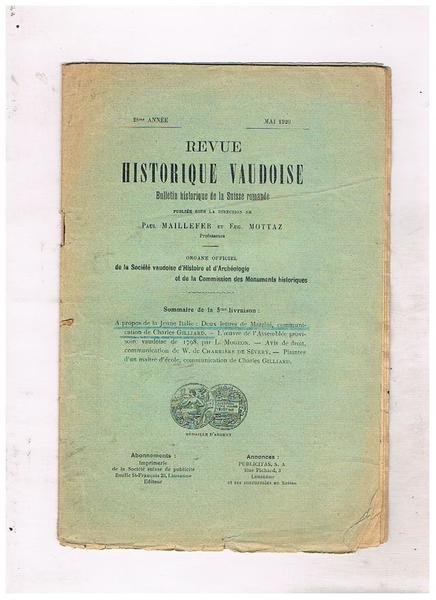 28me ANNÉE MAI 1920
REVUE
HISTORIQUE VAUDOISE
Bulletin historique de la Suisse romande
PUBLIÉE SOUS LA DIRECTION DE
PAUL MAILLEFER ET EUG. MOTTAZ
Professeurs
ORGANE OFFICIEL
de la Société vaudoise d'Histoire et d'Archéologie
et de la Commission des Monuments historiques
Sommaire de la 5me livraison :
A propos de la Jeune Italie : Deux lettres de Mazzini, communi-
cation de Charles GILLIARD. — L'œuvre de l'Assemblée provi-
soire vaudoise de 1798, par L. MOGEON. — Avis de droit,
communication de W. de CHARRIÈRE DE SÉVERY. — Plaintes
d'un maître d'école, communication de Charles GILLIARD.
MÉDAILLE D'ARGENT
Abonnements :
Imprimerie
de la Société suisse de publicité
Ruelle St-François 20, Lausanne
Editeur
Annonces :
PUBLICITAS, S. A.
Rue Pichard, 3
Lausanne
et ses succursales en Suisse